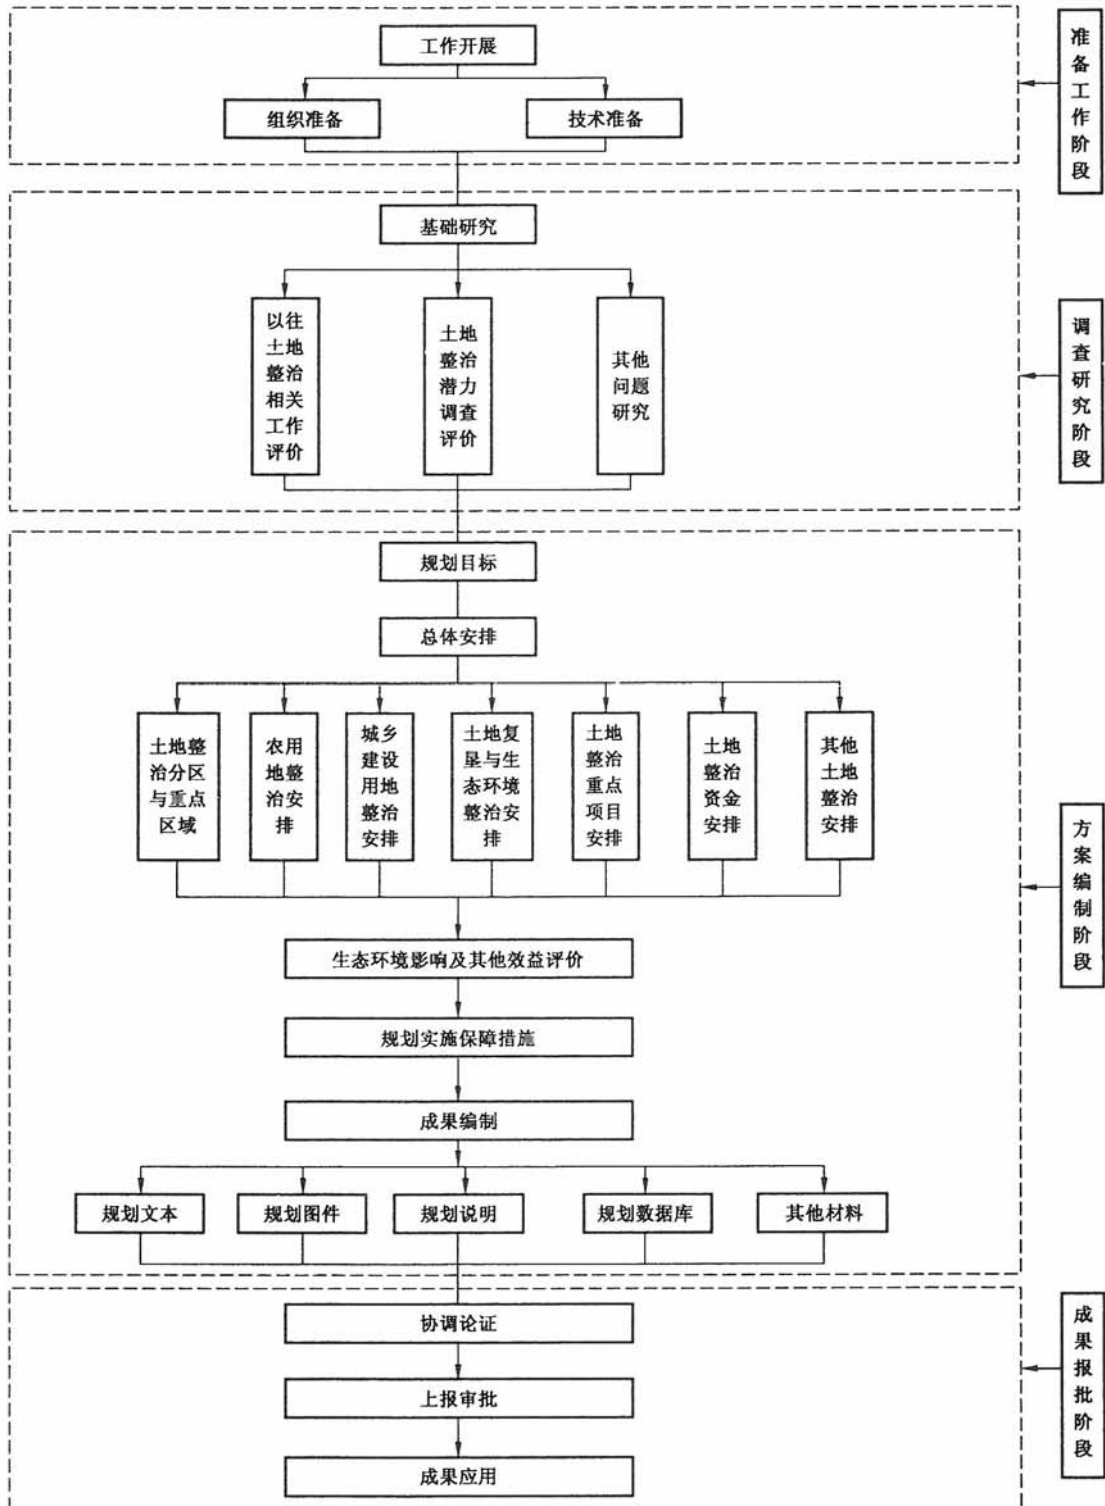 工作开展
组织准备
技术准备
准备工作阶段
基础研究
以往
土地
整治
相关
工作
评价
土地
整治
潜力
调查
评价
其他
问题
研究
调查研究阶段
规划目标
总体安排
土地整
治分区
与重点
区域
农用
地整
治安
排
城乡
建设
用地
整治
安排
土地复
垦与生
态环境
整治安
排
土地
整治
重点
项目
安排
土地
整治
资金
安排
其他
土地
整治
安排
生态环境影响及其他效益评价
规划实施保障措施
成果编制
规划文本
规划图件
规划说明
规划数据库
其他材料
方案编制阶段
协调论证
上报审批
成果应用
成果报批阶段